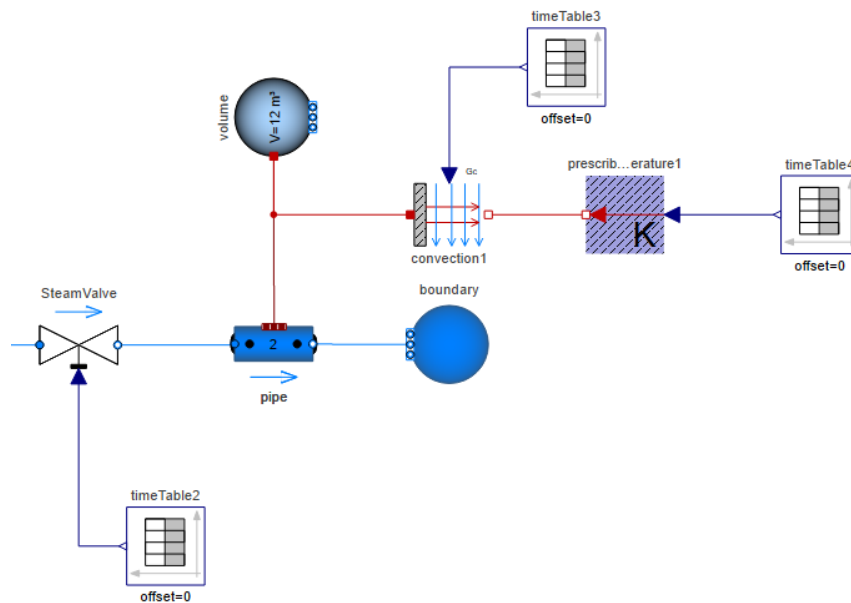 timeTable3
offset=0
volume
V=12 m³
Gc
convection1
prescrib...erature1
K
timeTable4
offset=0
SteamValve
2
pipe
boundary
timeTable2
offset=0